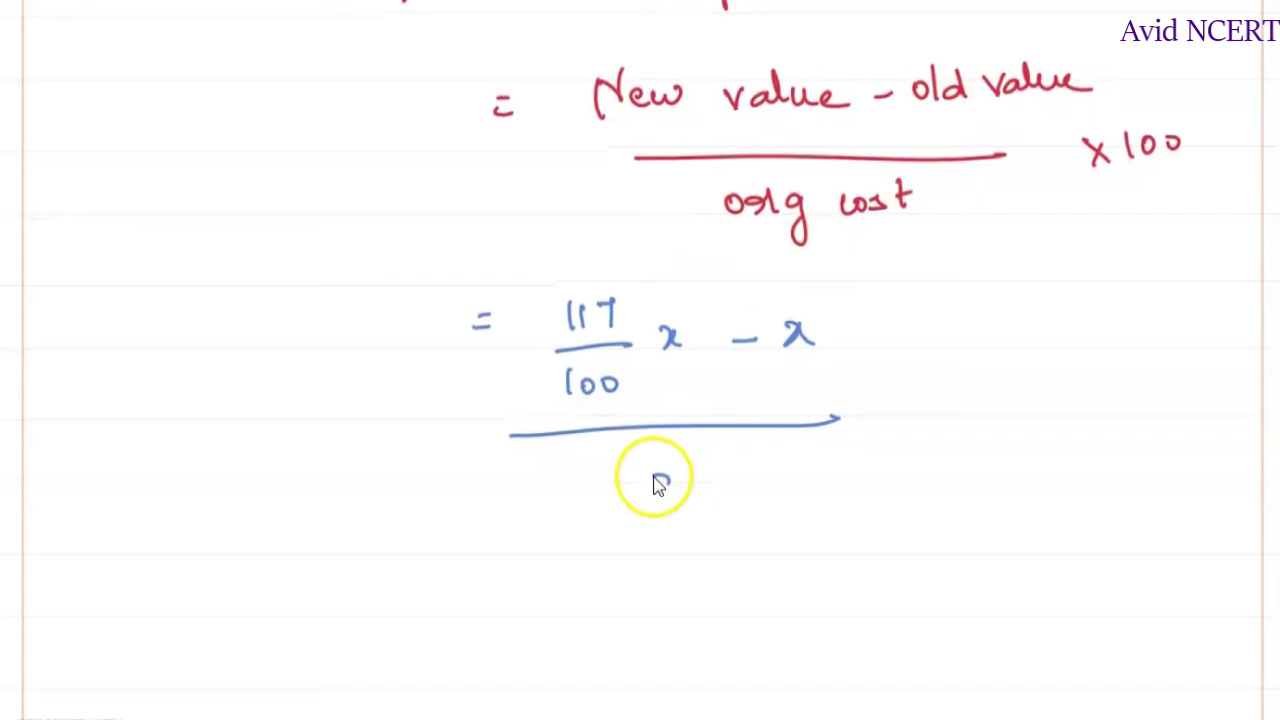 Avid NCERT
= New value - old value
× 100
orig cost
= 117
x - x
100